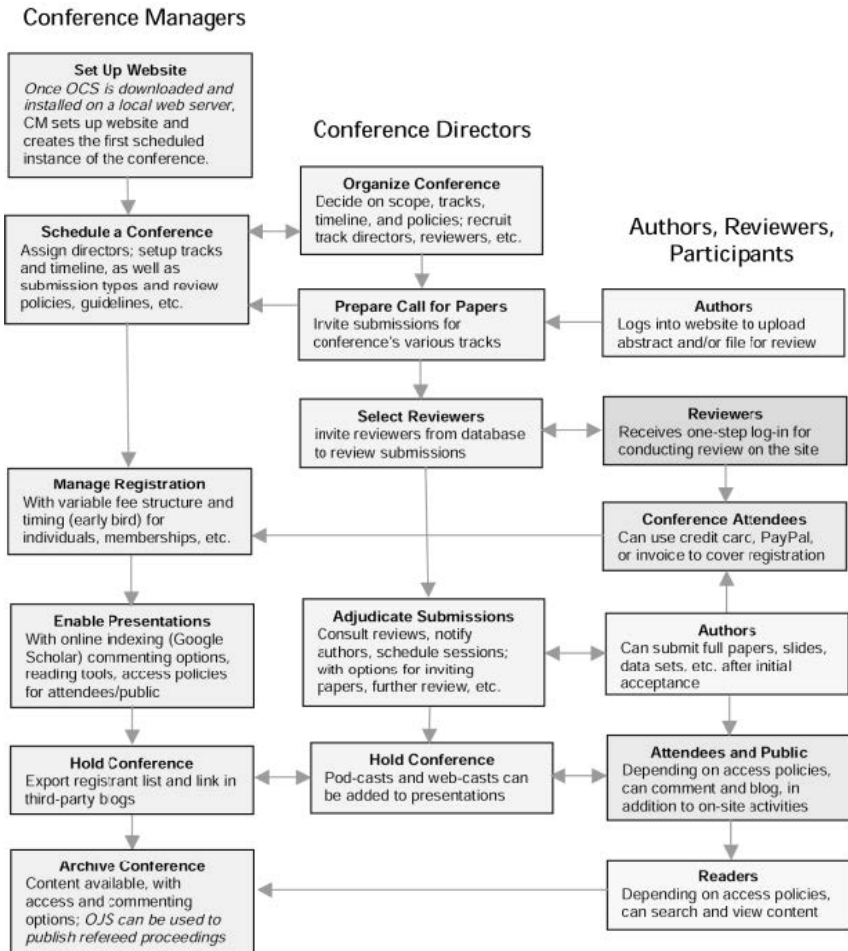 Conference Managers
Set Up Website
Once OCS is downloaded and
installed on a local web server,
CM sets up website and
creates the first scheduled
instance of the conference.
Schedule a Conference
Assign directors; setup tracks
and timeline, as well as
submission types and review
policies, guidelines, etc.
Manage Registration
With variable fee structure and
timing (early bird) for
individuals, memberships, etc.
Enable Presentations
With online indexing (Google
Scholar) commenting options,
reading tools, access policies
for attendees/public
Hold Conference
Export registrant list and link in
third-party blogs
Archive Conference
Content available, with
access and commenting
options; OJS can be used to
publish refereed proceedings
Conference Directors
Organize Conference
Decide on scope, tracks,
timeline, and policies; recruit
track directors, reviewers, etc.
Prepare Call for Papers
Invite submissions for
conference's various tracks
Select Reviewers
invite reviewers from database
to review submissions
Adjudicate Submissions
Consult reviews, notify
authors, schedule sessions;
with options for inviting
papers, further review, etc.
Hold Conference
Pod-casts and web-casts can
be added to presentations
Authors, Reviewers,
Participants
Authors
Logs into website to upload
abstract and/or file for review
Reviewers
Receives one-step log-in for
conducting review on the site
Conference Attendees
Can use credit carc, PayPal,
or invoice to cover registration
Authors
Can submit full papers, slides,
data sets, etc. after initial
acceptance
Attendees and Public
Depending on access policies,
can comment and blog, in
addition to on-site activities
Readers
Depending on access policies,
can search and view content